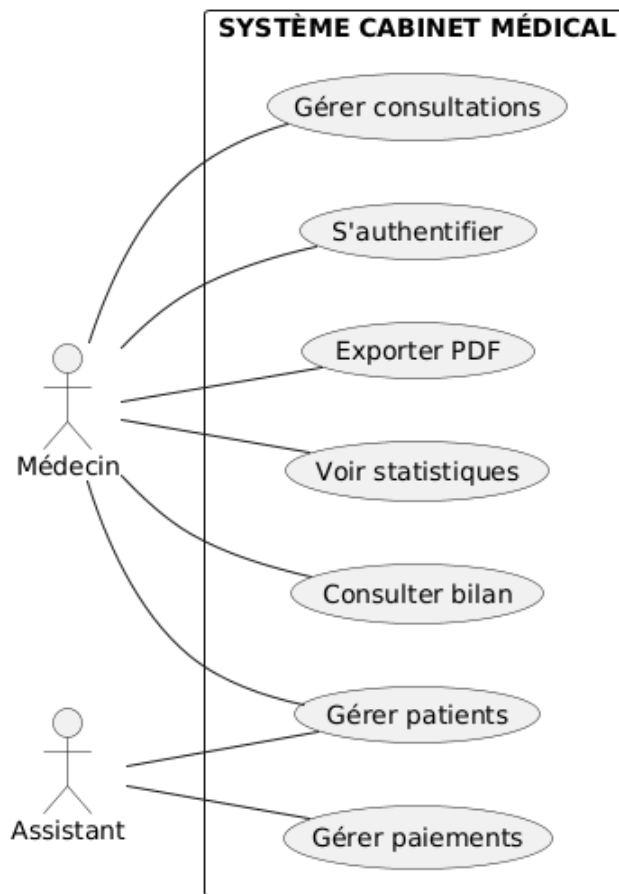 SYSTÈME CABINET MÉDICAL
Gérer consultations
S'authentifier
Exporter PDF
Médecin
Voir statistiques
Consulter bilan
Gérer patients
Assistant
Gérer paiements